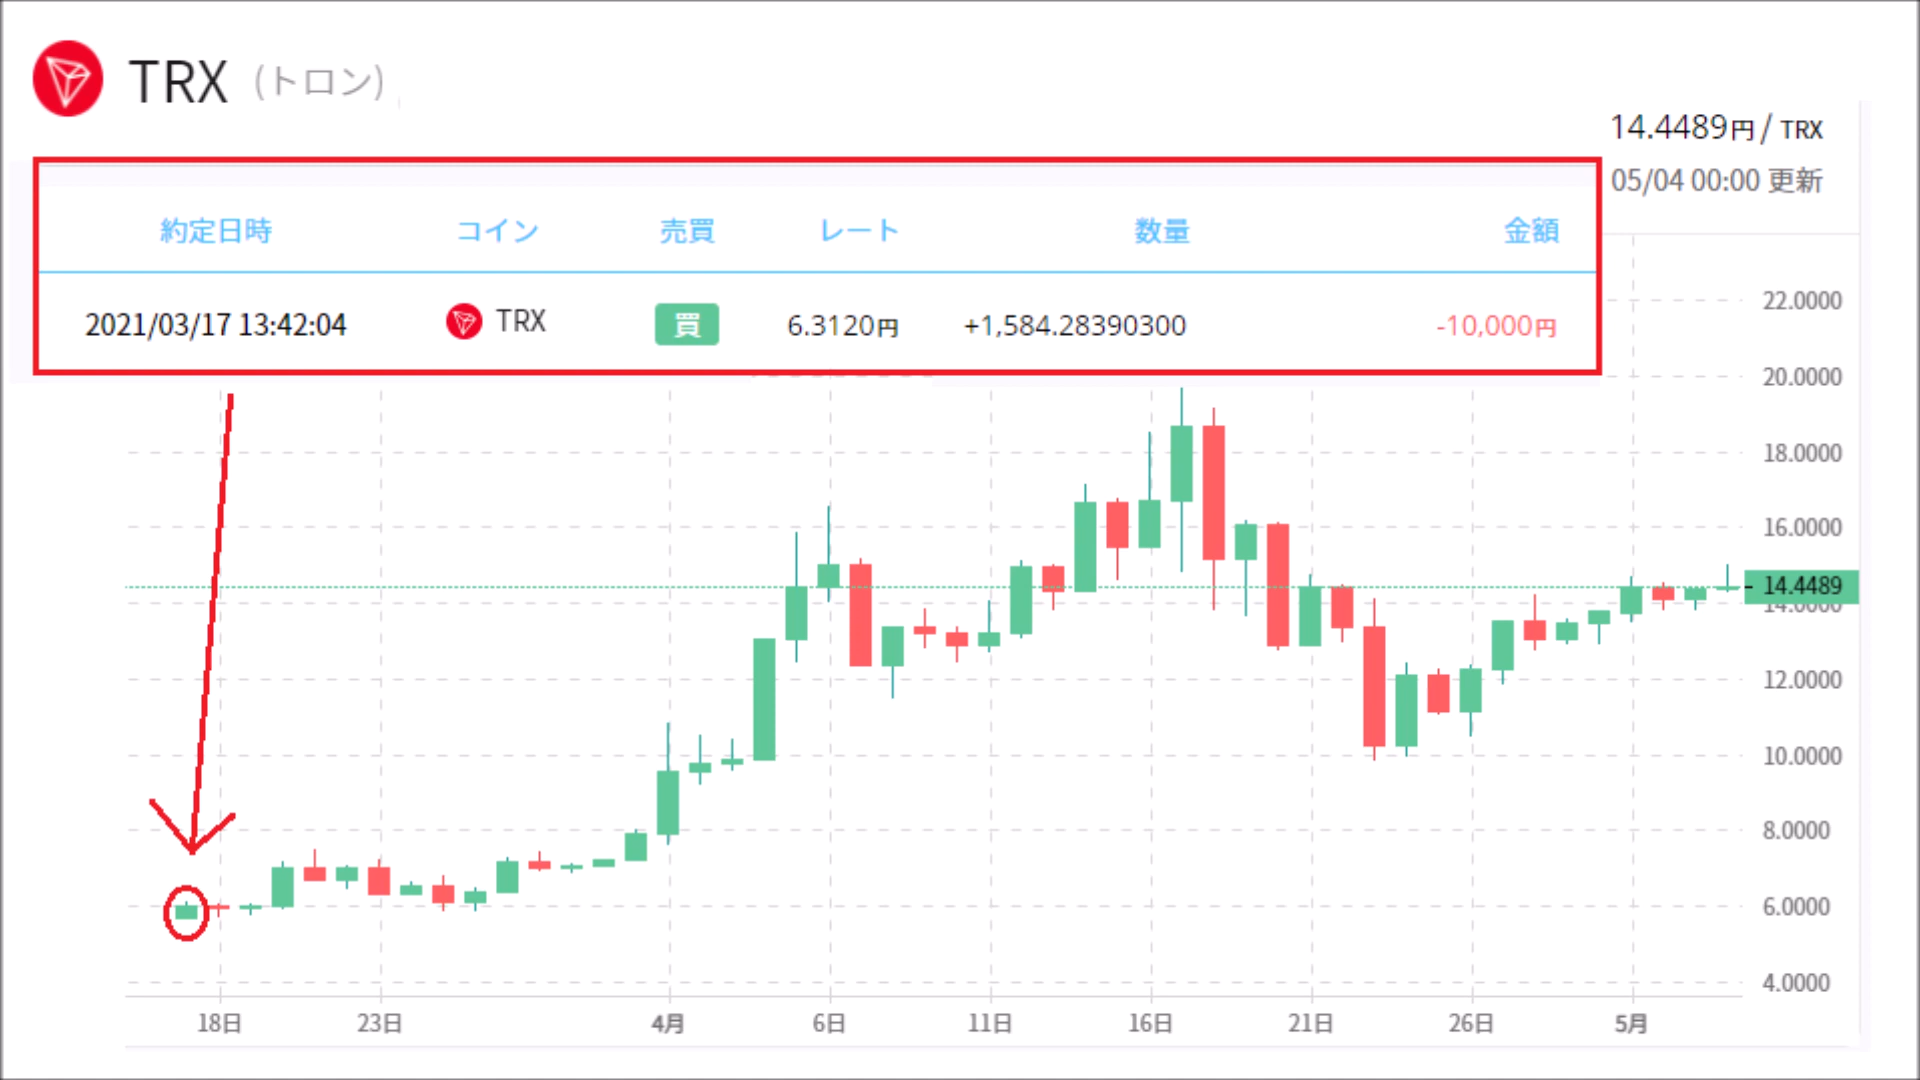 TRX (トロン)
14.4489円 / TRX
05/04 00:00 更新
約定日時 コイン 売買 レート 数量 金額
2021/03/17 13:42:04 TRX 買 6.3120円 +1,584.28390300 -10,000円
22.0000
20.0000
18.0000
16.0000
14.4489
14.0000
12.0000
10.0000
8.0000
6.0000
4.0000
18日 23日 4月 6日 11日 16日 21日 26日 5月